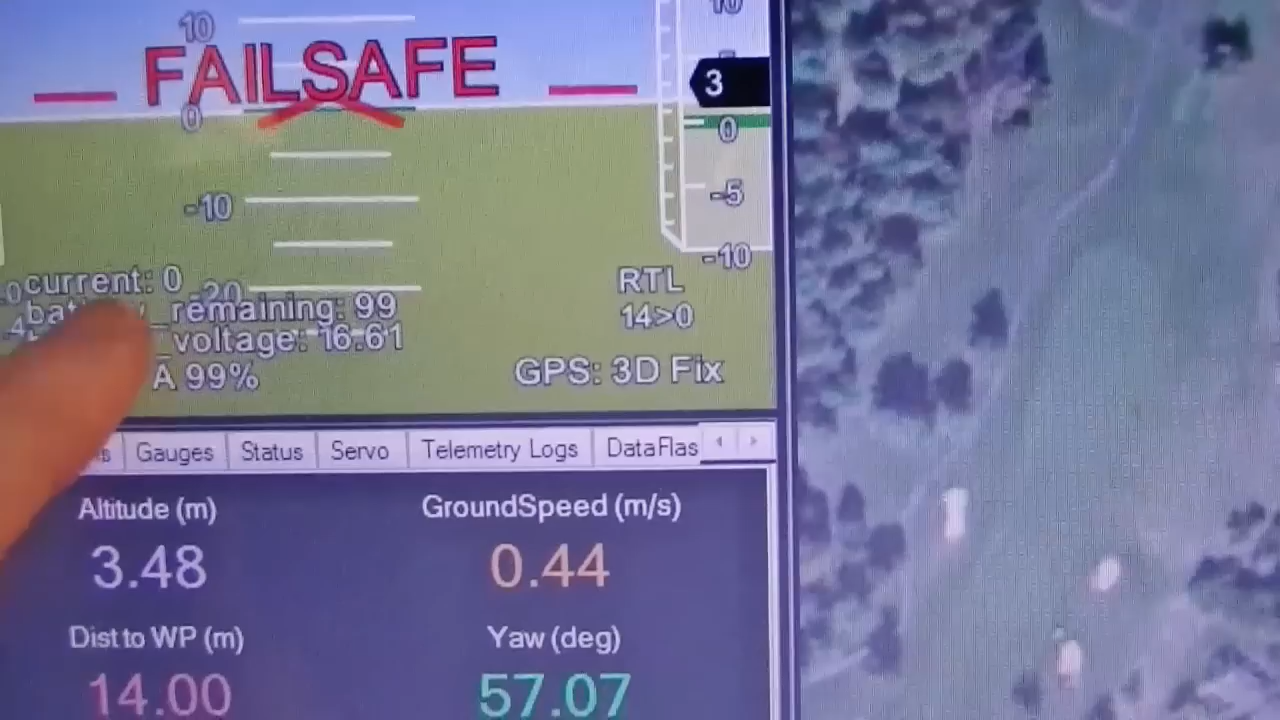 10
10
FAILSAFE
3
0
0
-5
-10
-10
current: 0
-20
RTL
remaining: 99
14>0
voltage: 16.61
A 99%
GPS: 3D Fix
Gauges
Status
Servo
Telemetry Logs
DataFlas
Altitude (m)
GroundSpeed (m/s)
3.48
0.44
Dist to WP (m)
Yaw (deg)
14.00
57.07